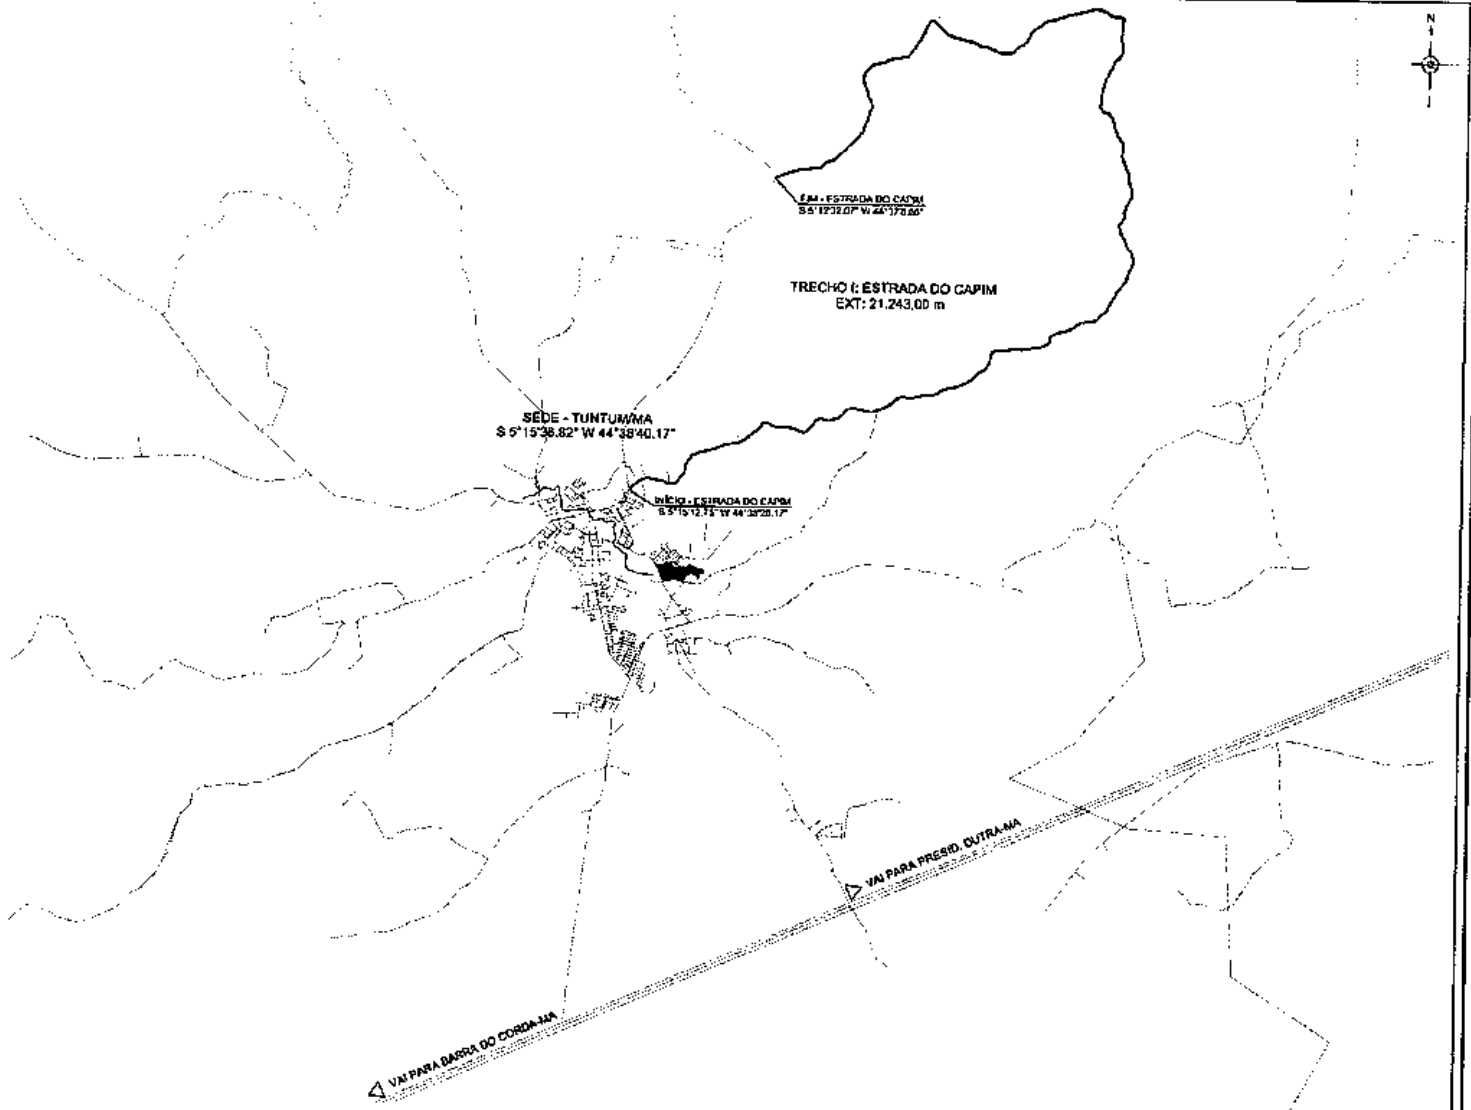 N
FIM - ESTRADA DO CAPIM
TRECHO I: ESTRADA DO CAPIM
EXT: 21.243,00 m
SEDE - TUNTUM/MA
S 5°15'36.82" W 44°38'40.17"
INÍCIO - ESTRADA DO CAPIM
VAI PARA PRESID. DUTRA-MA
VAI PARA BARRA DO CORDA-MA